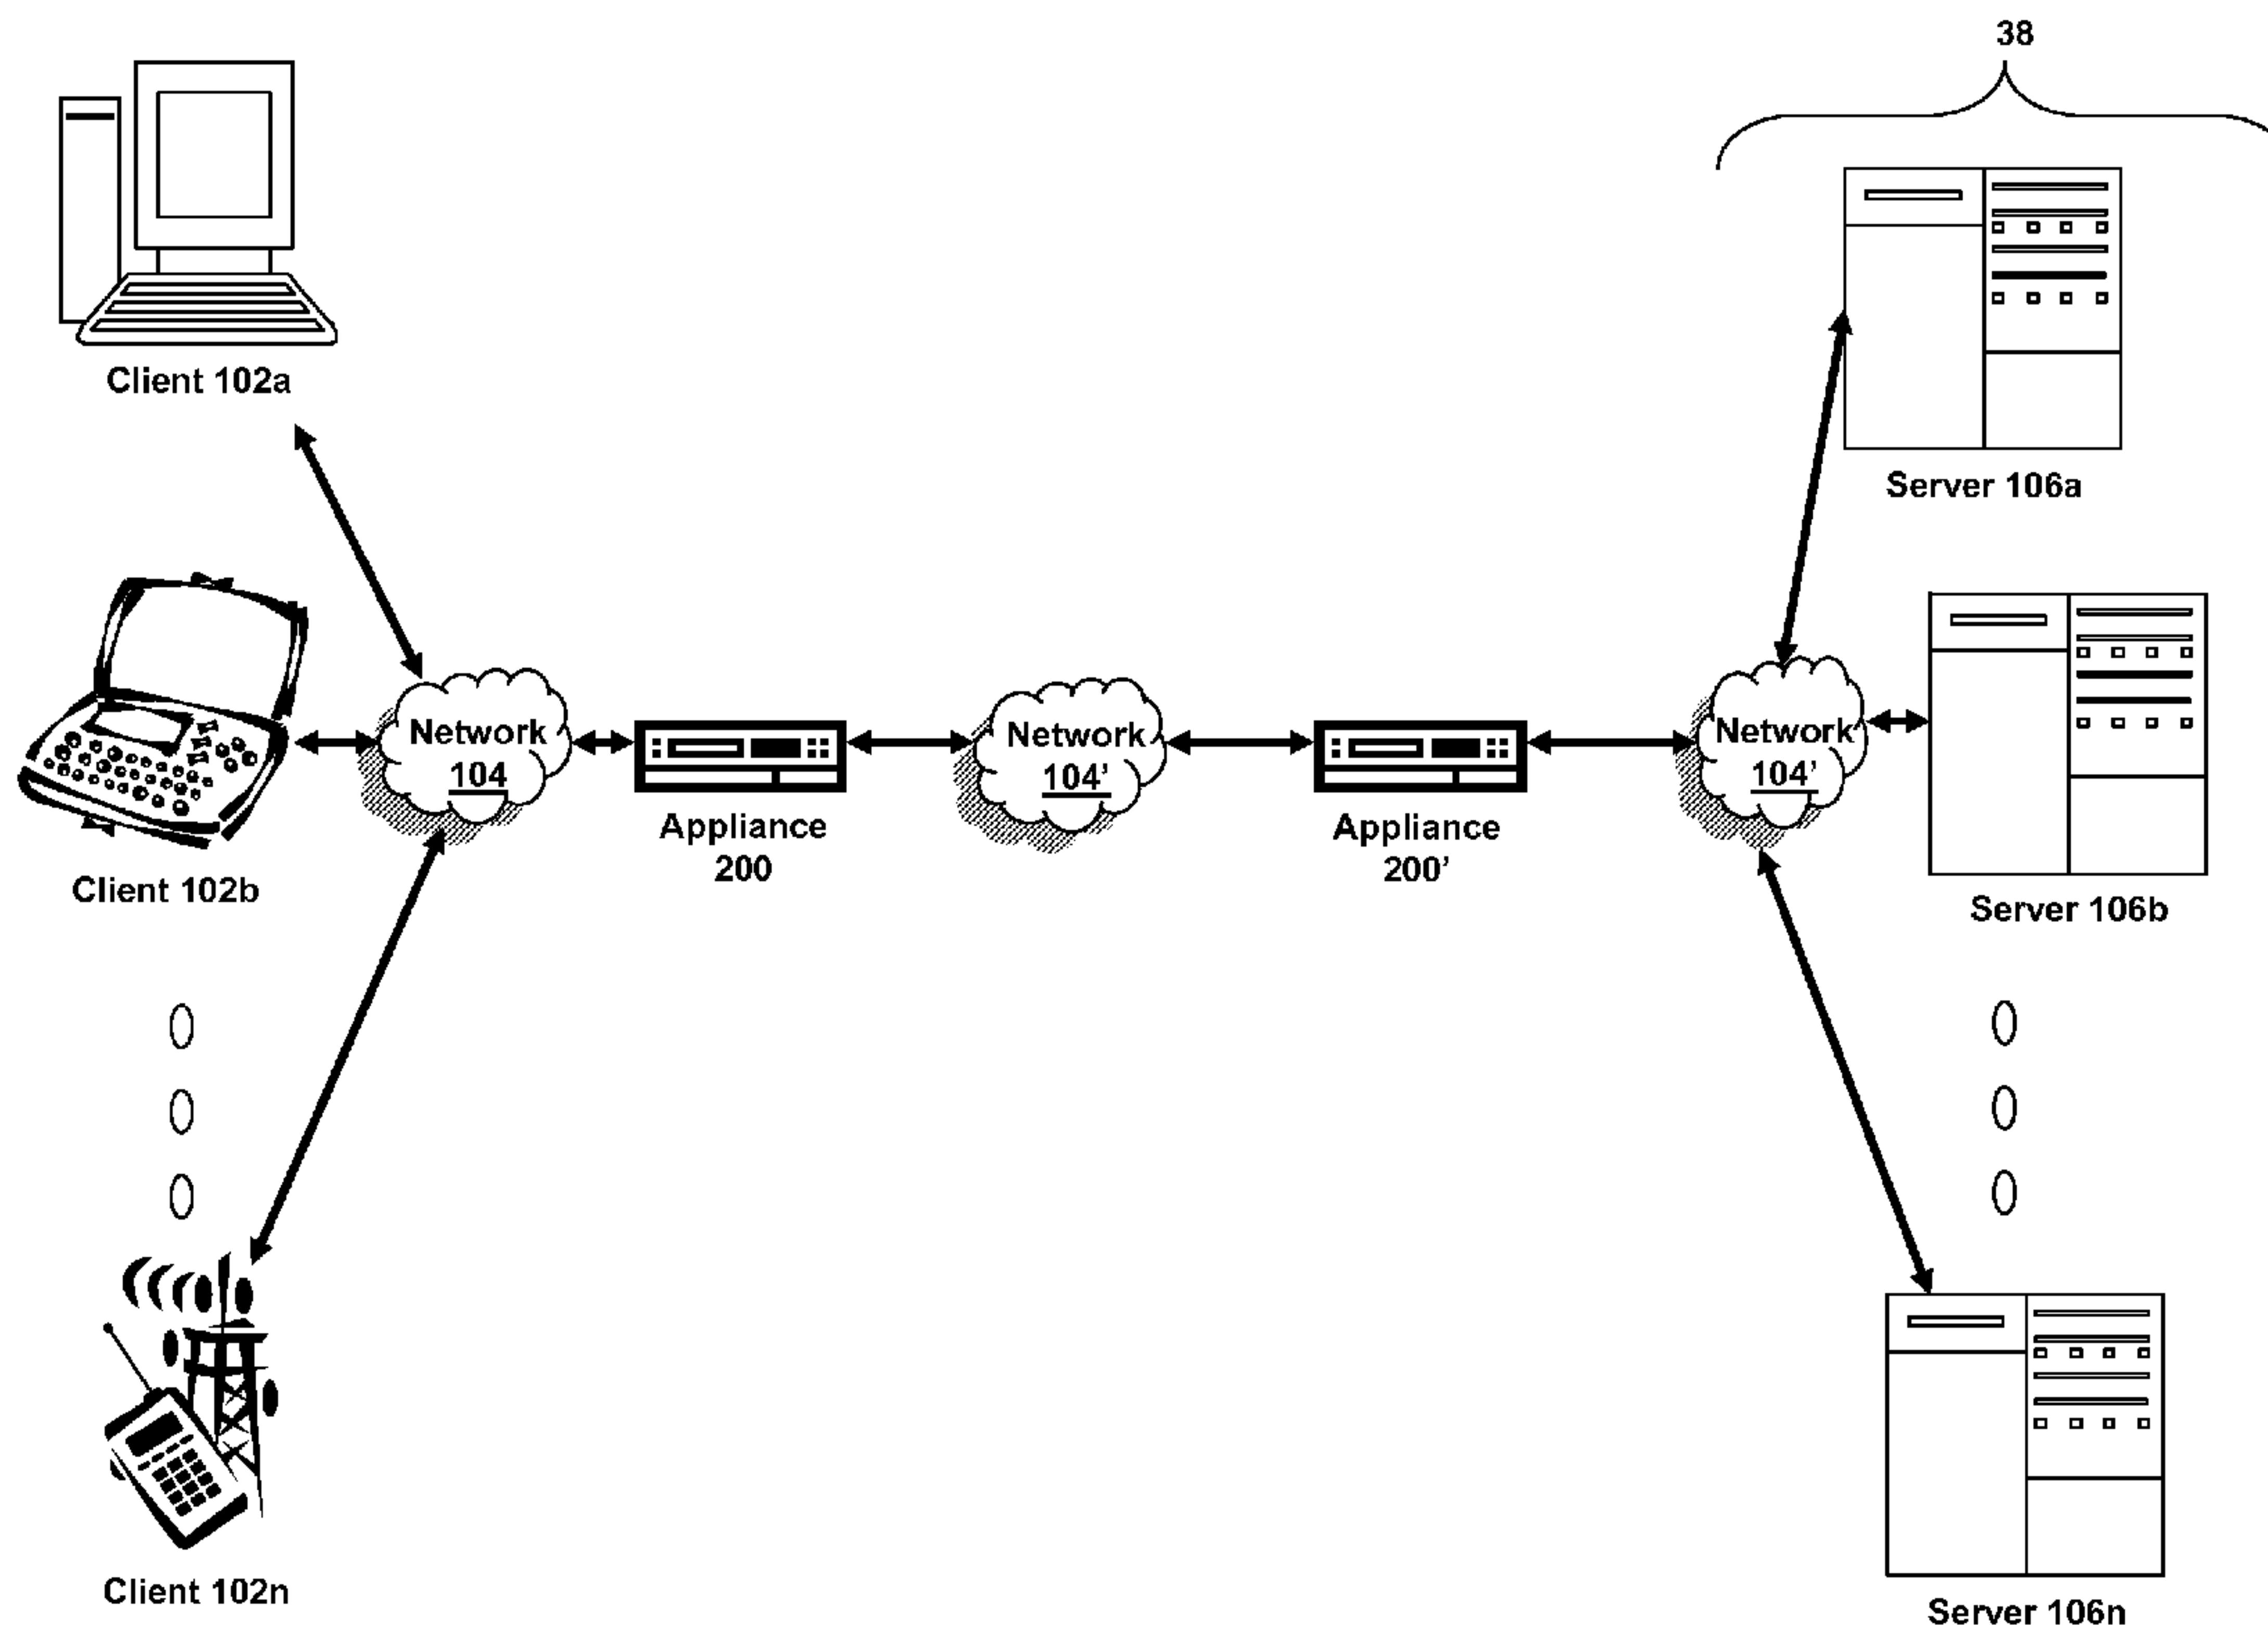 38
Client 102a
Server 106a
Network
104
Network
104'
Network
104'
Appliance
200
Appliance
200'
Client 102b
Server 106b
Client 102n
Server 106n